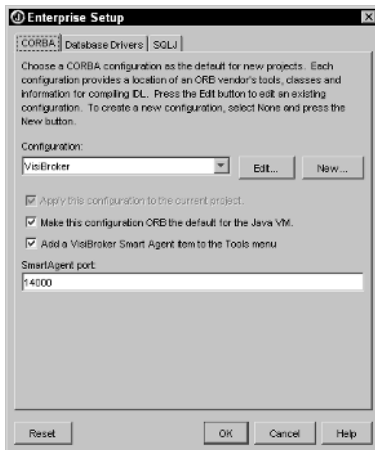 Enterprise Setup
CORBA Database Drivers SQLJ
Choose a CORBA configuration as the default for new projects. Each
configuration provides a location of an ORB vendor's tools, classes and
information for compiling IDL. Press the Edit button to edit an existing
configuration. To create a new configuration, select None and press the
New button.
Configuration:
VisiBroker Edit... New...
Apply this configuration to the current project.
Make this configuration ORB the default for the Java VM.
Add a VisiBroker Smart Agent item to the Tools menu
SmartAgent port:
14000
Reset OK Cancel Help